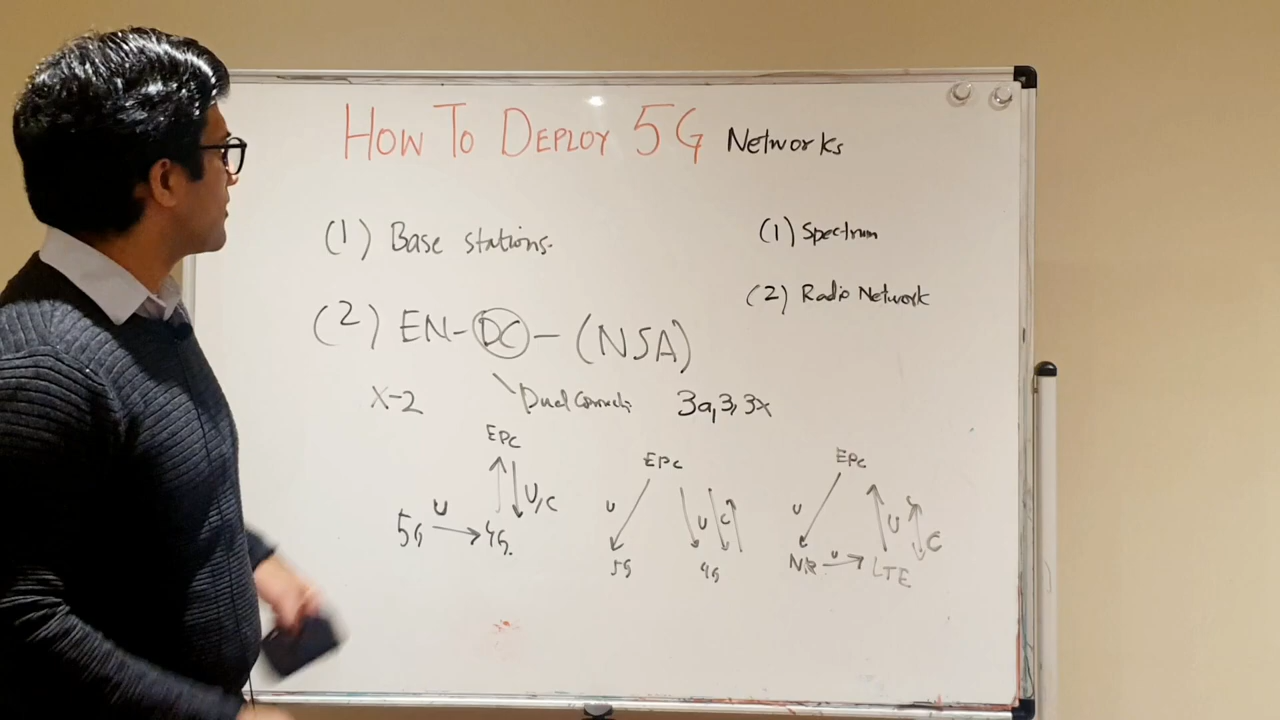 HOW TO DEPLOY 5G Networks
(1) Base stations.
(1) Spectrum
(2) Radio Network
(2) EN-DC-(NSA)
X-2
Dual
3a, 3, 3x
EPC
U/C
U
5G
4G.
EPC
U
U
C
5G
4G
EPC
U
U
C
NR
U
LTE